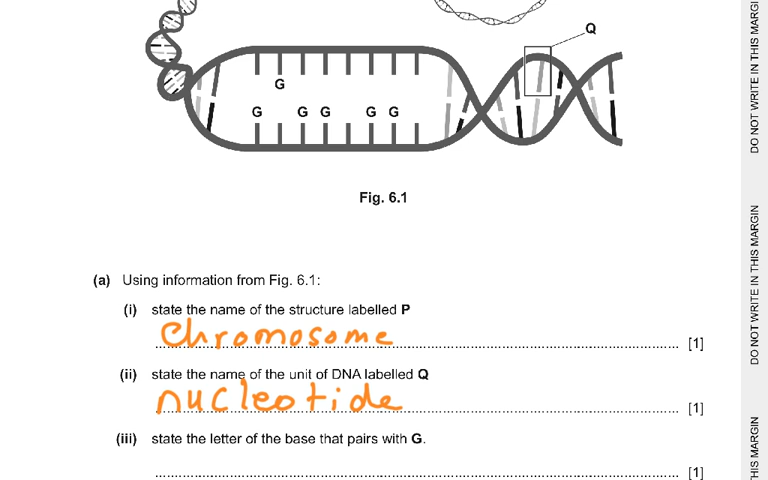 Q
G
G G G G G
Fig. 6.1
(a) Using information from Fig. 6.1:
(i) state the name of the structure labelled P
chromosome
[1]
(ii) state the name of the unit of DNA labelled Q
nucleotide
[1]
(iii) state the letter of the base that pairs with G.
[1]
DO NOT WRITE IN THIS MARGIN
DO NOT WRITE IN THIS MARGIN
THIS MARGIN